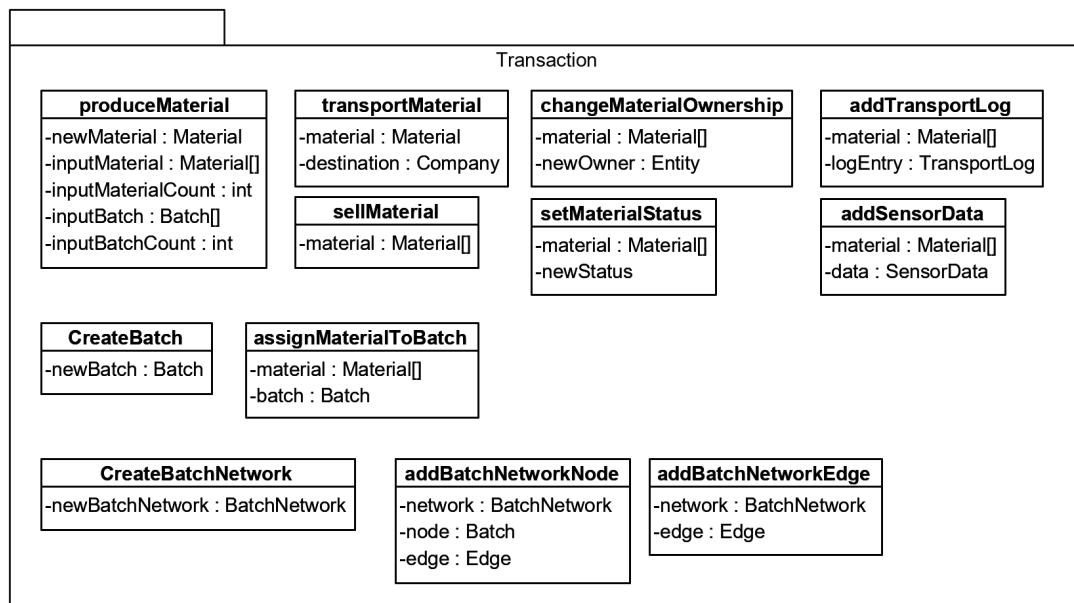 Transaction
produceMaterial
-newMaterial : Material
-inputMaterial : Material[]
-inputMaterialCount : int
-inputBatch : Batch[]
-inputBatchCount : int
transportMaterial
-material : Material
-destination : Company
changeMaterialOwnership
-material : Material[]
-newOwner : Entity
addTransportLog
-material : Material[]
-logEntry : TransportLog
sellMaterial
-material : Material[]
setMaterialStatus
-material : Material[]
-newStatus
addSensorData
-material : Material[]
-data : SensorData
CreateBatch
-newBatch : Batch
assignMaterialToBatch
-material : Material[]
-batch : Batch
CreateBatchNetwork
-newBatchNetwork : BatchNetwork
addBatchNetworkNode
-network : BatchNetwork
-node : Batch
-edge : Edge
addBatchNetworkEdge
-network : BatchNetwork
-edge : Edge